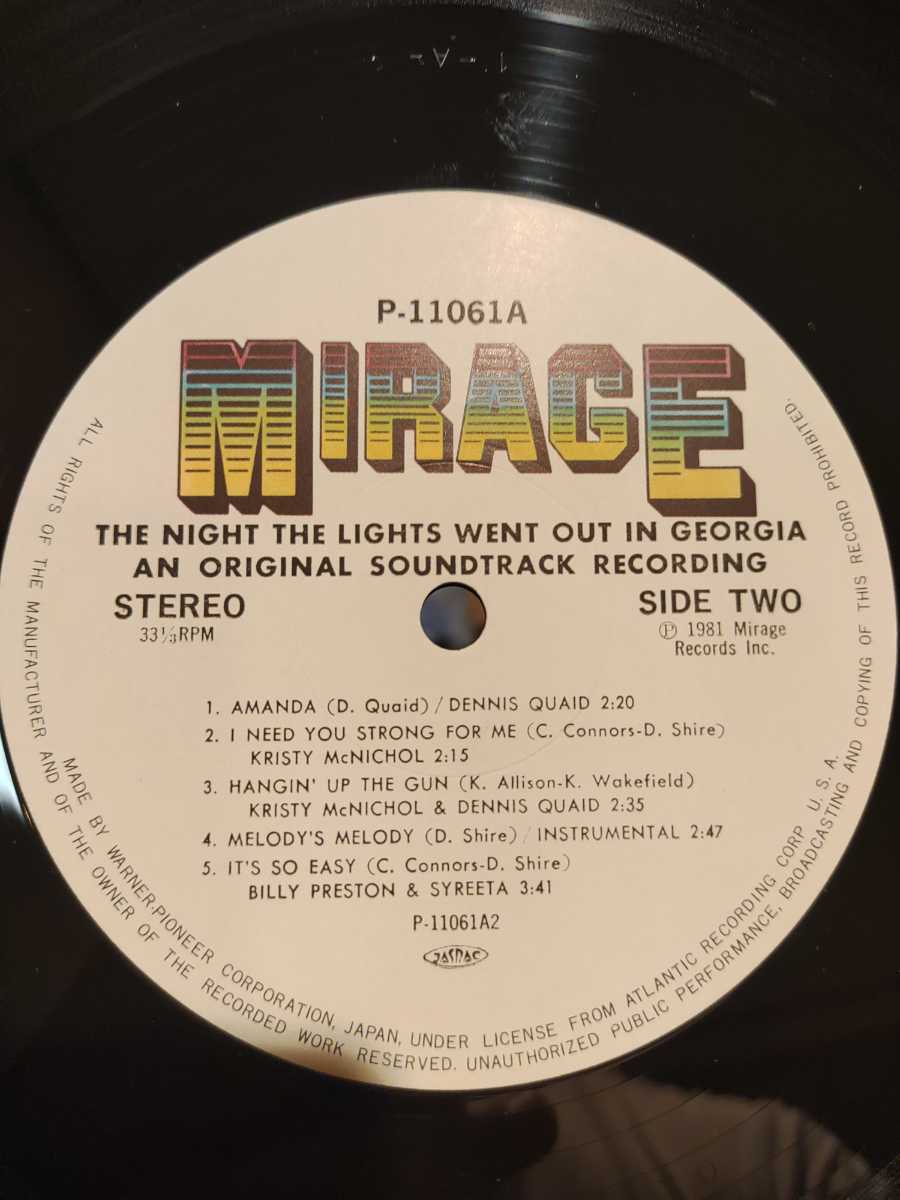 P-11061A
MIRAGE
THE NIGHT THE LIGHTS WENT OUT IN GEORGIA
AN ORIGINAL SOUNDTRACK RECORDING
STEREO
33⅓RPM
SIDE TWO
Ⓟ 1981 Mirage
Records Inc.
1. AMANDA (D. Quaid) / DENNIS QUAID 2:20
2. I NEED YOU STRONG FOR ME (C. Connors-D. Shire)
KRISTY McNICHOL 2:15
3. HANGIN' UP THE GUN (K. Allison-K. Wakefield)
KRISTY McNICHOL & DENNIS QUAID 2:35
4. MELODY'S MELODY (D. Shire) / INSTRUMENTAL 2:47
5. IT'S SO EASY (C. Connors-D. Shire)
BILLY PRESTON & SYREETA 3:41
P-11061A2
JASRAC
MADE BY WARNER-PIONEER CORPORATION, JAPAN, UNDER LICENSE FROM ATLANTIC RECORDING CORP. U.S.A.
ALL RIGHTS OF THE MANUFACTURER AND OF THE OWNER OF THE RECORDED WORK RESERVED. UNAUTHORIZED PUBLIC PERFORMANCE, BROADCASTING AND COPYING OF THIS RECORD PROHIBITED.